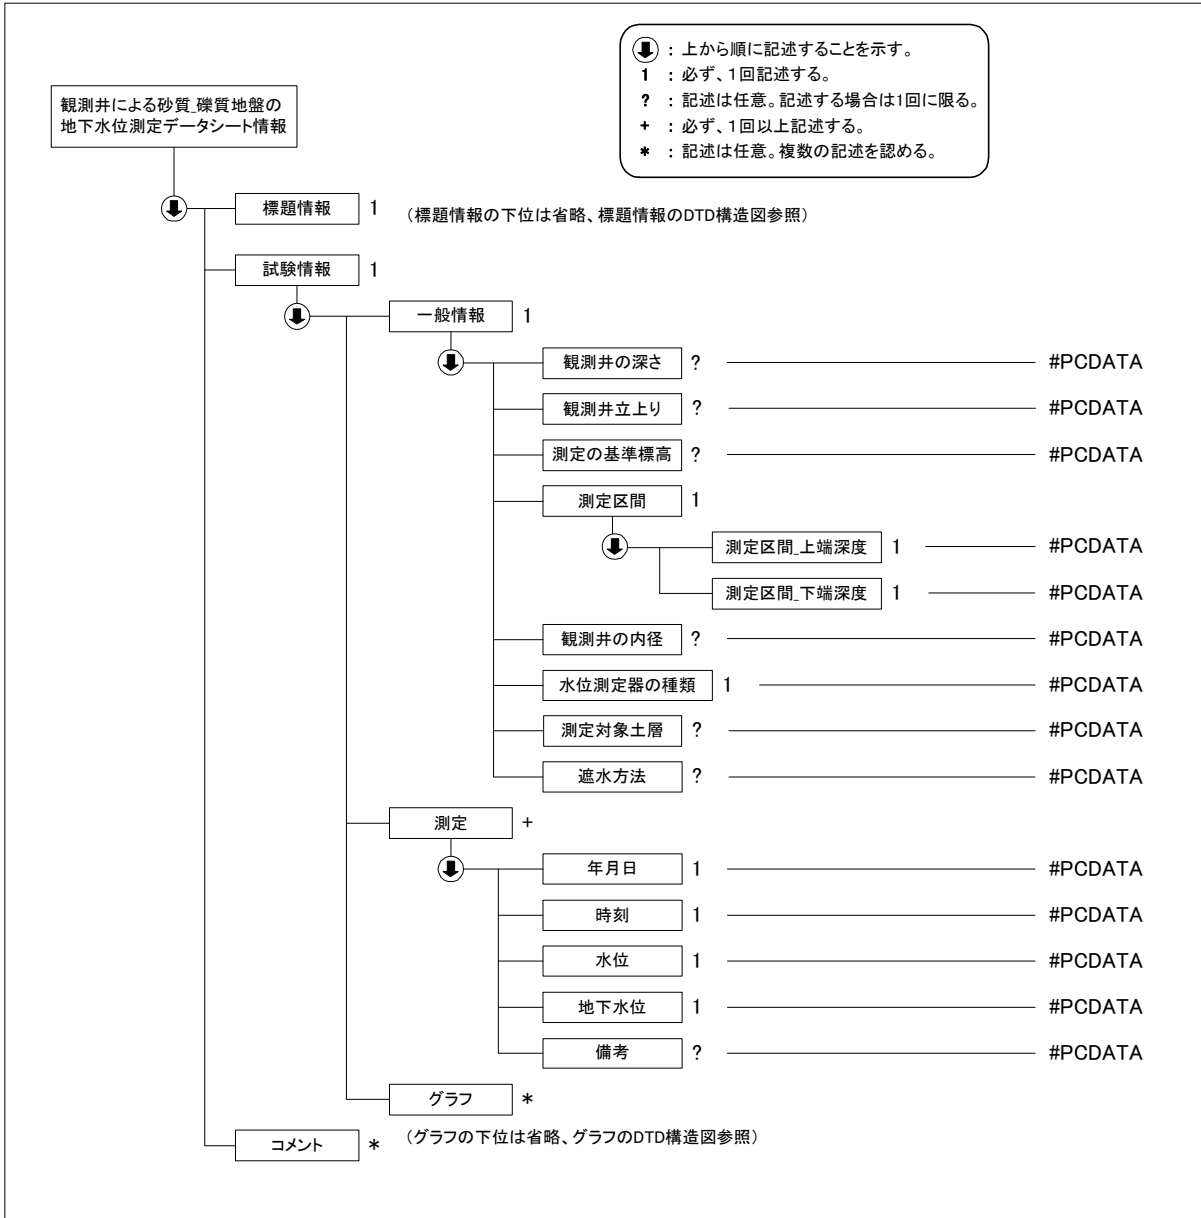 ：上から順に記述することを示す。
1 ：必ず、1回記述する。
? ：記述は任意。記述する場合は1回に限る。
+ ：必ず、1回以上記述する。
* ：記述は任意。複数の記述を認める。
観測井による砂質_礫質地盤の
地下水位測定データシート情報
標題情報 1 （標題情報の下位は省略、標題情報のDTD構造図参照）
試験情報 1
一般情報 1
観測井の深さ ? #PCDATA
観測井立上り ? #PCDATA
測定の基準標高 ? #PCDATA
測定区間 1
測定区間_上端深度 1 #PCDATA
測定区間_下端深度 1 #PCDATA
観測井の内径 ? #PCDATA
水位測定器の種類 1 #PCDATA
測定対象土層 ? #PCDATA
遮水方法 ? #PCDATA
測定 +
年月日 1 #PCDATA
時刻 1 #PCDATA
水位 1 #PCDATA
地下水位 1 #PCDATA
備考 ? #PCDATA
グラフ *
コメント * （グラフの下位は省略、グラフのDTD構造図参照）